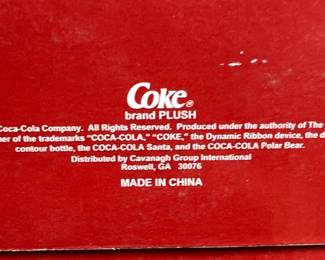 Coke®
brand PLUSH
Coca-Cola Company. All Rights Reserved. Produced under the authority of The
of the trademarks "COCA-COLA," "COKE," the Dynamic Ribbon device, the
contour bottle, the COCA-COLA Santa, and the COCA-COLA Polar Bear.
Distributed by Cavanagh Group International
Roswell, GA 30076
MADE IN CHINA